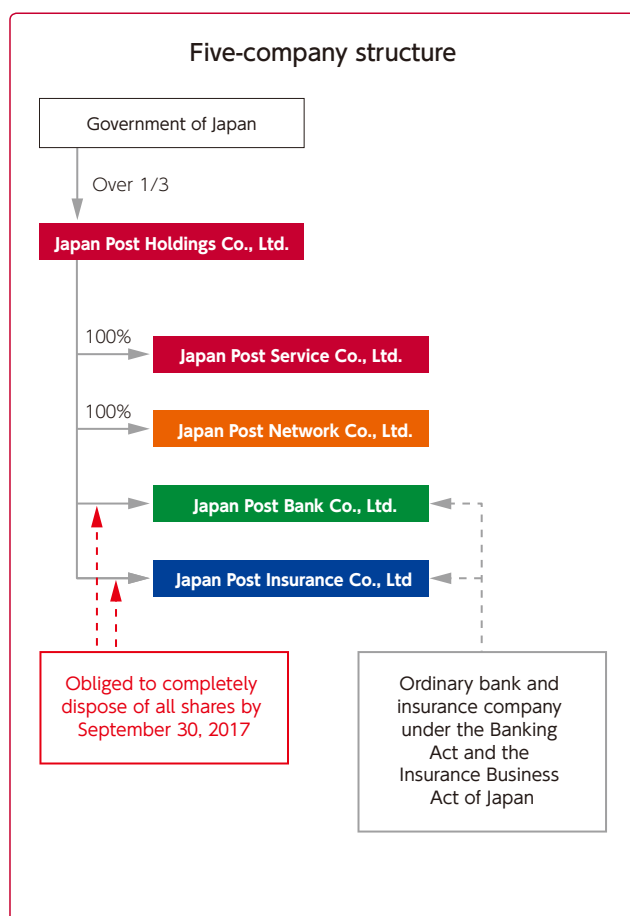 Five-company structure
Government of Japan
Over 1/3
Japan Post Holdings Co., Ltd.
100%
Japan Post Service Co., Ltd.
100%
Japan Post Network Co., Ltd.
Japan Post Bank Co., Ltd.
Japan Post Insurance Co., Ltd
Obliged to completely
dispose of all shares by
September 30, 2017
Ordinary bank and
insurance company
under the Banking
Act and the
Insurance Business
Act of Japan